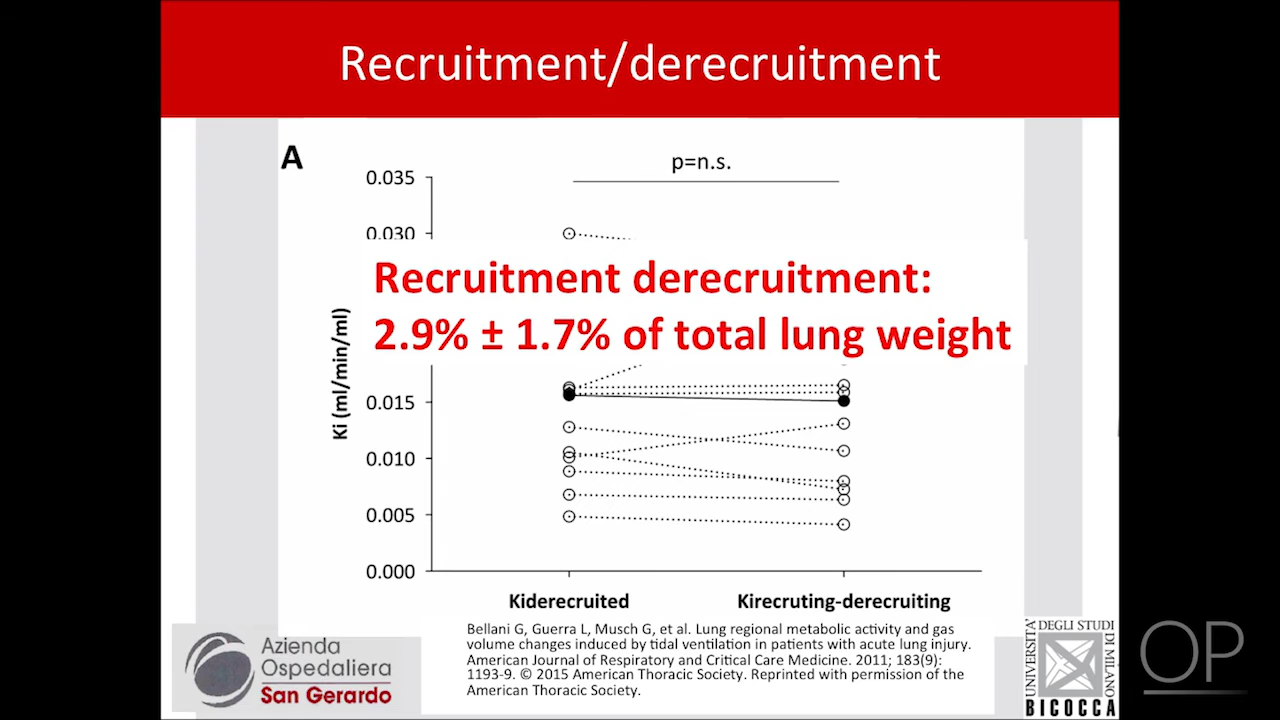 Recruitment/derecruitment
A
p=n.s.
0.035
0.030
Recruitment derecruitment:
2.9% ± 1.7% of total lung weight
Ki (ml/min/ml)
0.015
0.010
0.005
0.000
Kiderecruited
Kirecruting-derecruiting
Bellani G, Guerra L, Musch G, et al. Lung regional metabolic activity and gas
volume changes induced by tidal ventilation in patients with acute lung injury.
American Journal of Respiratory and Critical Care Medicine. 2011; 183(9):
1193-9. © 2015 American Thoracic Society. Reprinted with permission of the
American Thoracic Society.
Azienda
Ospedaliera
San Gerardo
UNIVERSITA'
DEGLI STUDI
DI MILANO
BICOCCA
OP